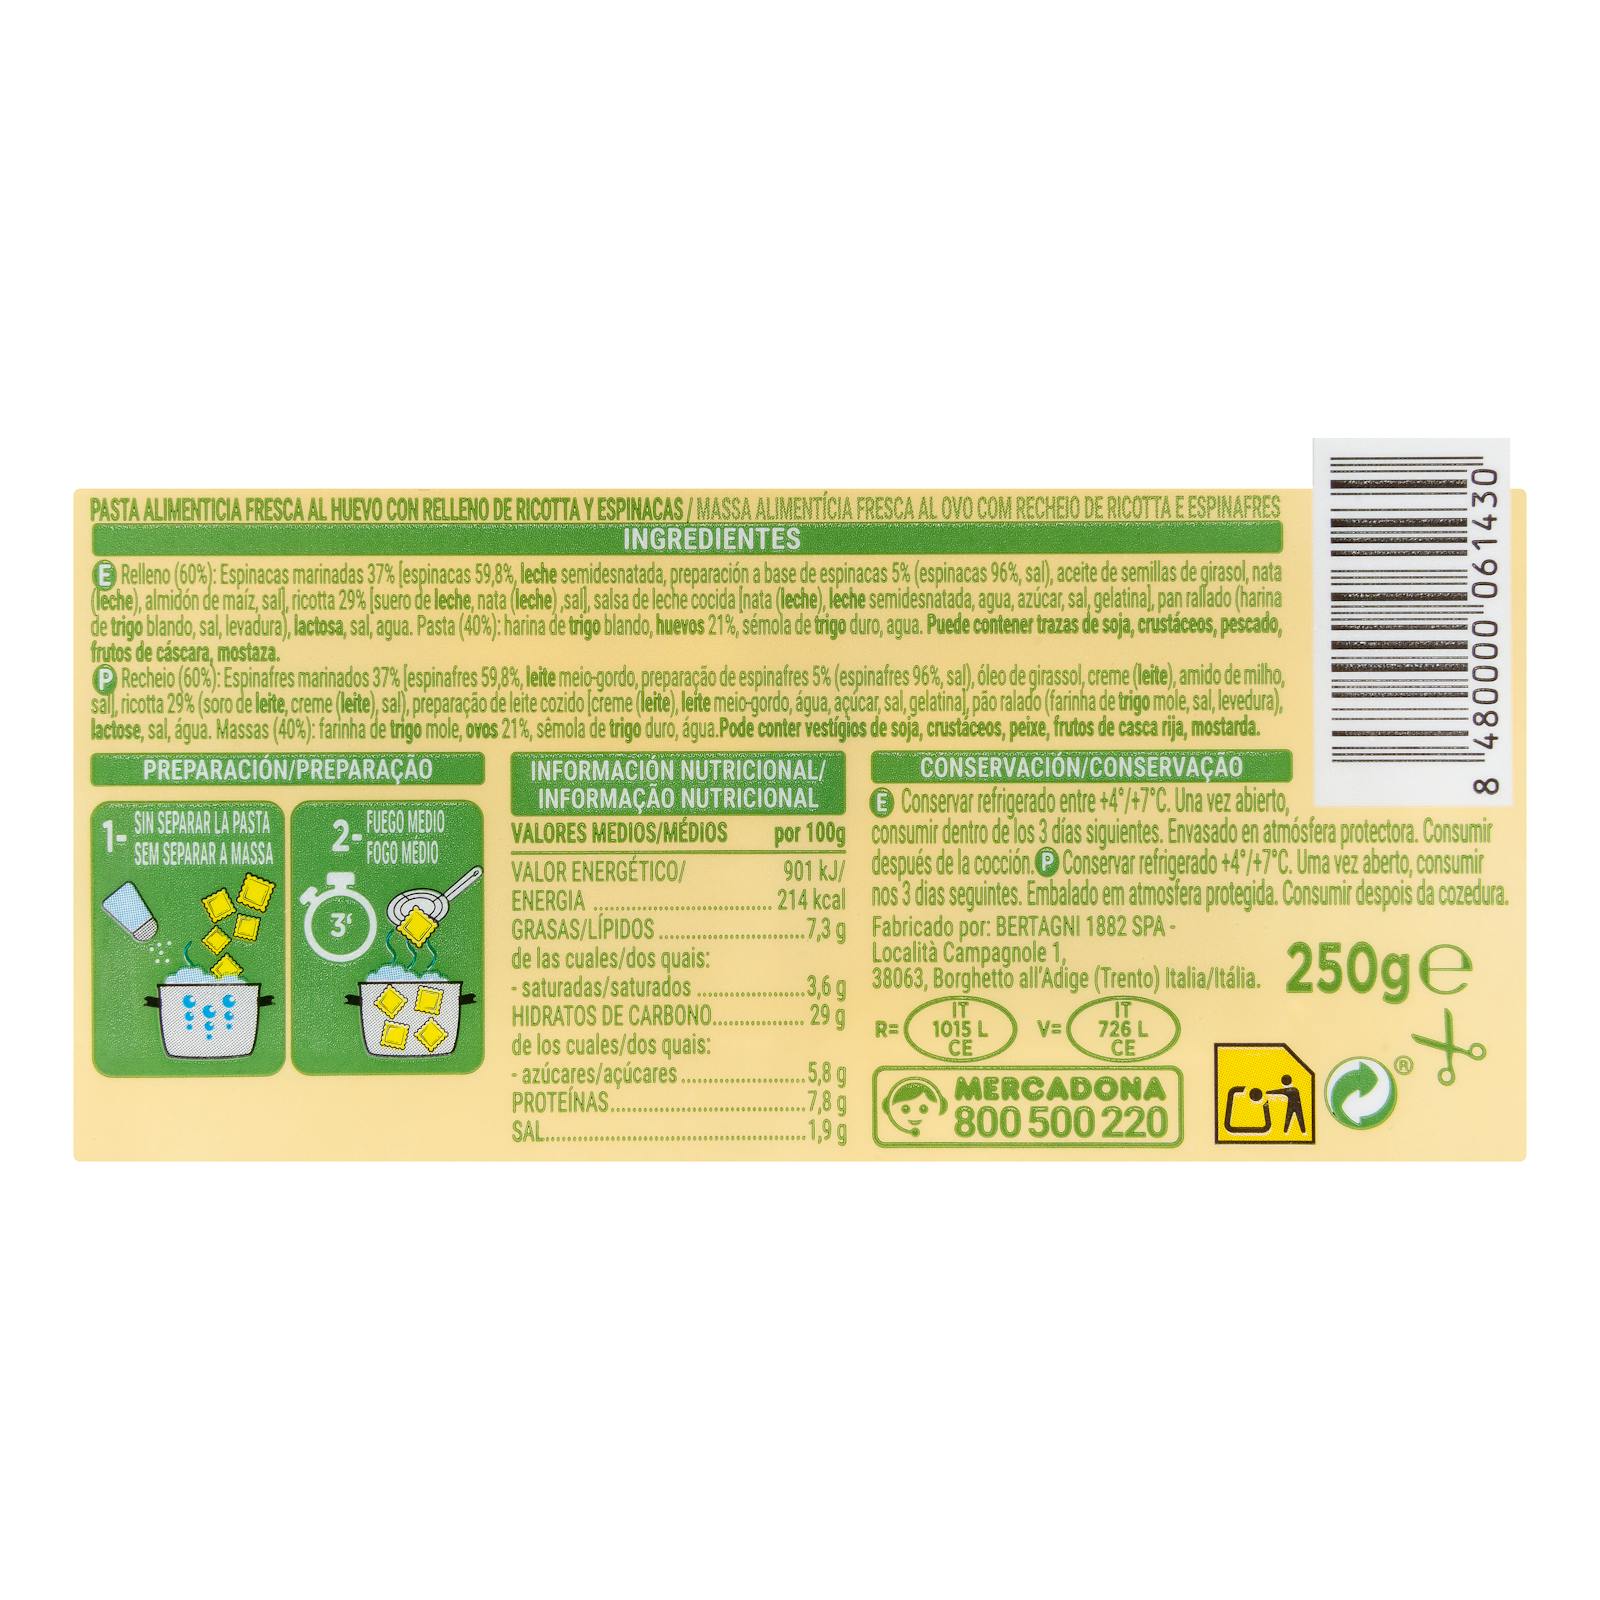 PASTA ALIMENTICIA FRESCA AL HUEVO CON RELLENO DE RICOTTA Y ESPINACAS / MASSA ALIMENTÍCIA FRESCA AL OVO COM RECHEIO DE RICOTTA E ESPINAFRES
INGREDIENTES
E Relleno (60%): Espinacas marinadas 37% [espinacas 59,8%, leche semidesnatada, preparación a base de espinacas 5% (espinacas 96%, sal), aceite de semillas de girasol, nata
(leche), almidón de maíz, sal], ricotta 29% [suero de leche, nata (leche) ,sal], salsa de leche cocida [nata (leche), leche semidesnatada, agua, azúcar, sal, gelatina], pan rallado (harina
de trigo blando, sal, levadura), lactosa, sal, agua. Pasta (40%): harina de trigo blando, huevos 21%, sémola de trigo duro, agua. Puede contener trazas de soja, crustáceos, pescado,
frutos de cáscara, mostaza.
P Recheio (60%): Espinafres marinados 37% [espinafres 59,8%, leite meio-gordo, preparação de espinafres 5% (espinafres 96%, sal), óleo de girassol, creme (leite), amido de milho,
sal], ricotta 29% (soro de leite, creme (leite), sal), preparação de leite cozido [creme (leite), leite meio-gordo, água, açúcar, sal, gelatina], pão ralado (farinha de trigo mole, sal, levedura),
lactose, sal, água. Massas (40%): farinha de trigo mole, ovos 21%, sêmola de trigo duro, água.Pode conter vestígios de soja, crustáceos, peixe, frutos de casca rija, mostarda.
PREPARACIÓN/PREPARAÇÃO
1- SIN SEPARAR LA PASTA
SEM SEPARAR A MASSA
2- FUEGO MEDIO
FOGO MÉDIO
3‘
INFORMACIÓN NUTRICIONAL/
INFORMAÇÃO NUTRICIONAL
VALORES MEDIOS/MÉDIOS por 100g
VALOR ENERGÉTICO/ 901 kJ/
ENERGIA ........................ 214 kcal
GRASAS/LÍPIDOS ........................ 7,3 g
de las cuales/dos quais:
- saturadas/saturados ................. 3,6 g
HIDRATOS DE CARBONO............... 29 g
de los cuales/dos quais:
- azúcares/açúcares ................... 5,8 g
PROTEÍNAS................................ 7,8 g
SAL.......................................... 1,9 g
CONSERVACIÓN/CONSERVAÇÃO
E Conservar refrigerado entre +4°/+7°C. Una vez abierto,
consumir dentro de los 3 días siguientes. Envasado en atmósfera protectora. Consumir
después de la cocción. P Conservar refrigerado +4°/+7°C. Uma vez aberto, consumir
nos 3 dias seguintes. Embalado em atmosfera protegida. Consumir despois da cozedura.
Fabricado por: BERTAGNI 1882 SPA -
Località Campagnole 1,
38063, Borghetto all'Adige (Trento) Italia/Itália.
250g e
R= IT
1015 L
CE
V= IT
726 L
CE
MERCADONA
800 500 220
®
8 480000 061430